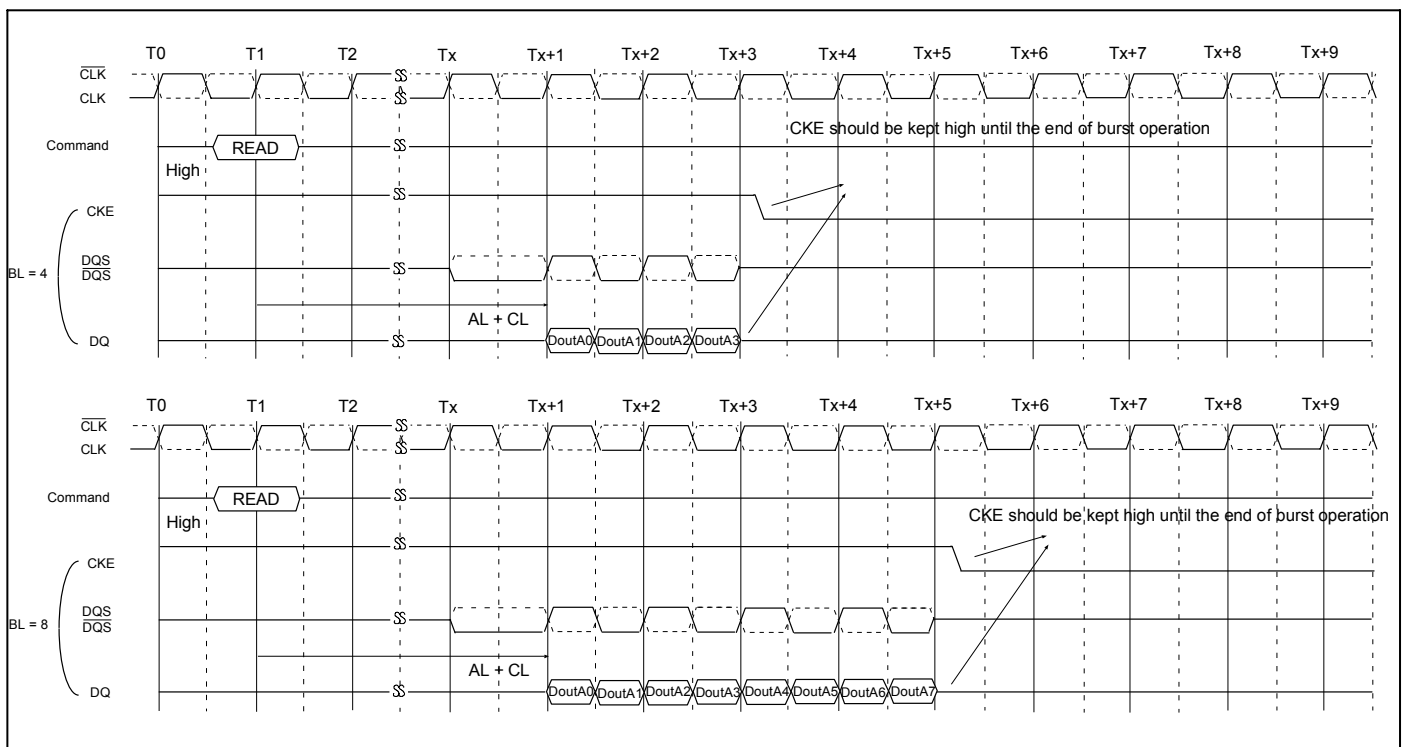 T0 T1 T2 Tx Tx+1 Tx+2 Tx+3 Tx+4 Tx+5 Tx+6 Tx+7 Tx+8 Tx+9
CLK
CLK
CKE should be kept high until the end of burst operation
Command READ
High
CKE
BL = 4
DQS
DQS
AL + CL
DQ DoutA0 DoutA1 DoutA2 DoutA3
T0 T1 T2 Tx Tx+1 Tx+2 Tx+3 Tx+4 Tx+5 Tx+6 Tx+7 Tx+8 Tx+9
CLK
CLK
Command READ
CKE should be kept high until the end of burst operation
High
CKE
BL = 8
DQS
DQS
AL + CL
DQ DoutA0 DoutA1 DoutA2 DoutA3 DoutA4 DoutA5 DoutA6 DoutA7